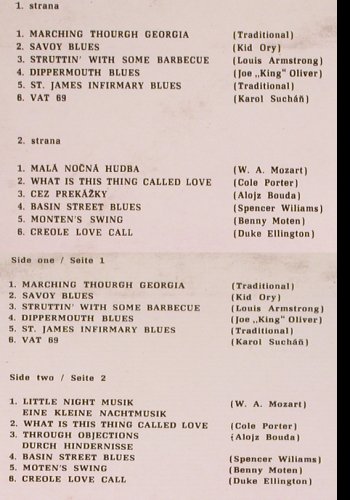 1. strana
1. MARCHING THOURGH GEORGIA (Traditional)
2. SAVOY BLUES (Kid Ory)
3. STRUTTIN' WITH SOME BARBECUE (Louis Armstrong)
4. DIPPERMOUTH BLUES (Joe „King" Oliver)
5. ST. JAMES INFIRMARY BLUES (Traditional)
6. VAT 69 (Karol Sucháň)
2. strana
1. MALÁ NOČNÁ HUDBA (W. A. Mozart)
2. WHAT IS THIS THING CALLED LOVE (Cole Porter)
3. CEZ PREKÁŽKY (Alojz Bouda)
4. BASIN STREET BLUES (Spencer Wiliams)
5. MONTEN'S SWING (Benny Moten)
6. CREOLE LOVE CALL (Duke Ellington)
Side one / Seite 1
1. MARCHING THOURGH GEORGIA (Traditional)
2. SAVOY BLUES (Kid Ory)
3. STRUTTIN' WITH SOME BARBECUE (Louis Armstrong)
4. DIPPERMOUTH BLUES (Joe „King" Oliver)
5. ST. JAMES INFIRMARY BLUES (Traditional)
6. VAT 69 (Karol Sucháň)
Side two / Seite 2
1. LITTLE NIGHT MUSIK (W. A. Mozart)
EINE KLEINE NACHTMUSIK
2. WHAT IS THIS THING CALLED LOVE (Cole Porter)
3. THROUGH OBJECTIONS (Alojz Bouda)
DURCH HINDERNISSE
4. BASIN STREET BLUES (Spencer Wiliams)
5. MOTEN'S SWING (Benny Moten)
6. CREOLE LOVE CALL (Duke Ellington)